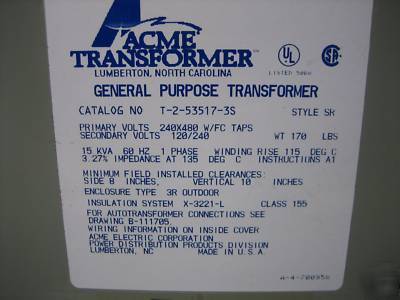 ACME
TRANSFORMER™
LUMBERTON, NORTH CAROLINA
UL
LISTED
SA
GENERAL PURPOSE TRANSFORMER
CATALOG NO T-2-53517-3S STYLE SR
PRIMARY VOLTS 240X480 W/FC TAPS
SECONDARY VOLTS 120/240 WT 170 LBS
15 KVA 60 HZ 1 PHASE WINDING RISE 115 DEG C
3.27% IMPEDANCE AT 135 DEG C INSTRUCTIONS A1
MINIMUM FIELD INSTALLED CLEARANCES:
SIDE 8 INCHES, VERTICAL 10 INCHES
ENCLOSURE TYPE 3R OUTDOOR
INSULATION SYSTEM X-3221-L CLASS 155
FOR AUTOTRANSFORMER CONNECTIONS SEE
DRAWING B-111705.
WIRING INFORMATION ON INSIDE COVER
ACME ELECTRIC CORPORATION
POWER DISTRIBUTION PRODUCTS DIVISION
LUMBERTON, NC MADE IN U.S.A